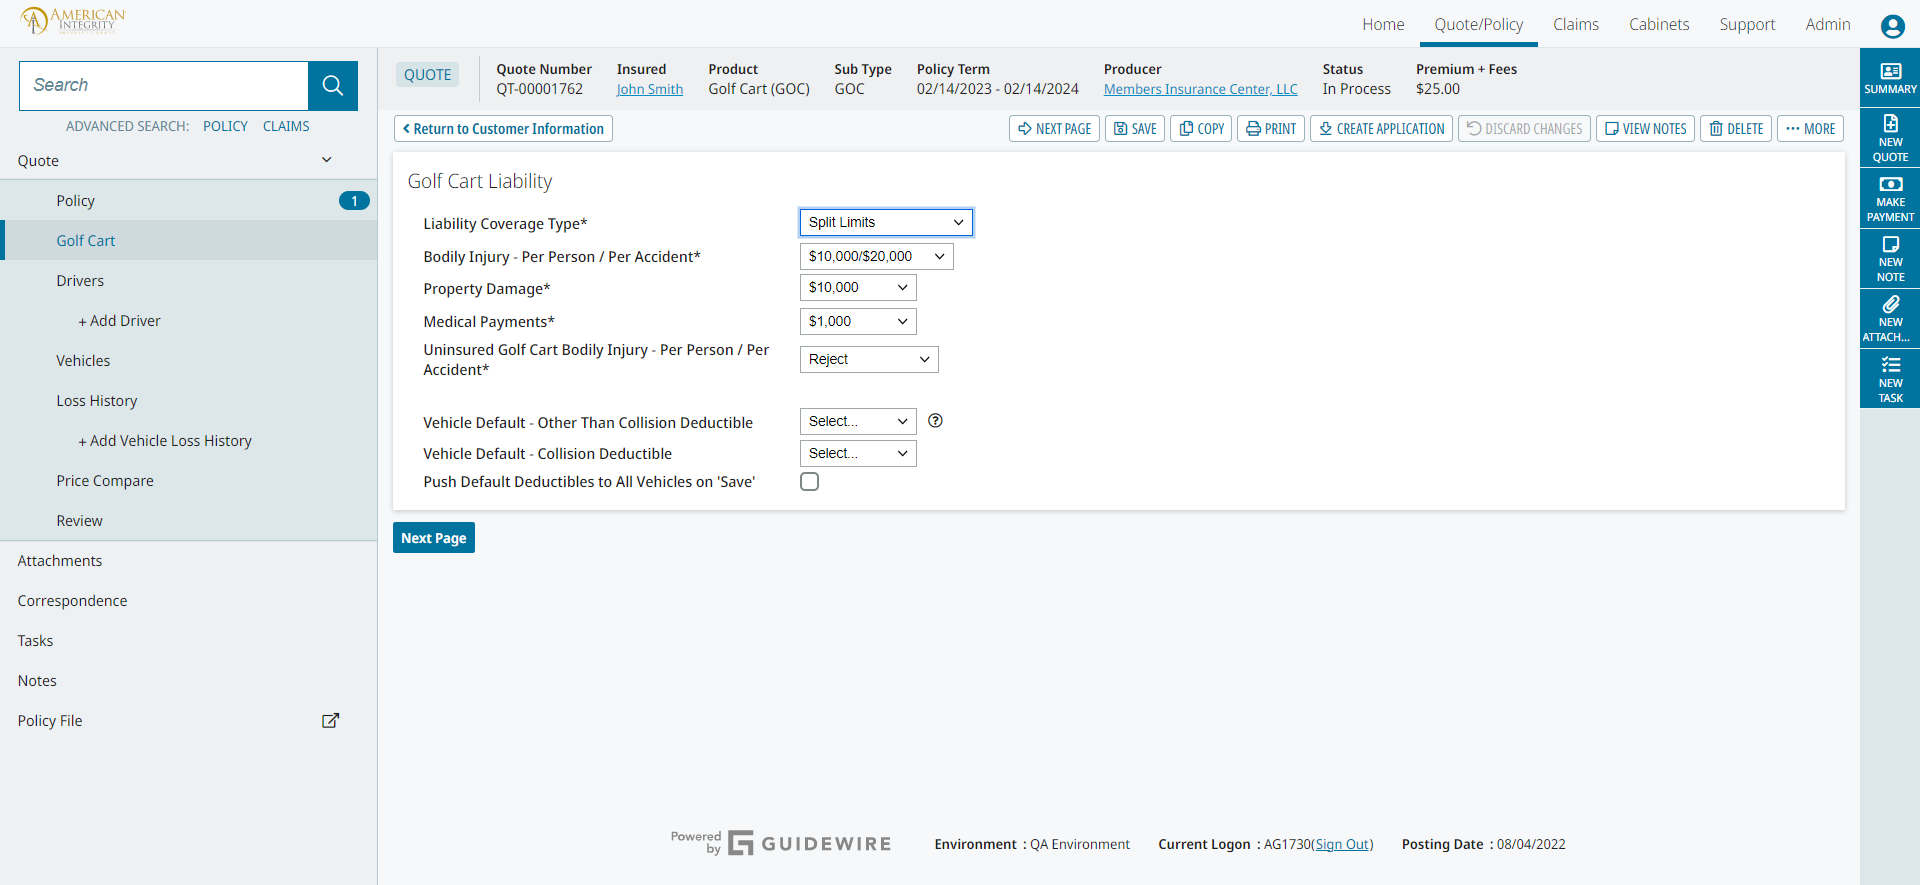 AMERICAN
INTEGRITY
INSURANCE GROUP
Home
Quote/Policy
Claims
Cabinets
Support
Admin
Search
ADVANCED SEARCH: POLICY CLAIMS
Quote
Policy 1
Golf Cart
Drivers
+ Add Driver
Vehicles
Loss History
+ Add Vehicle Loss History
Price Compare
Review
Attachments
Correspondence
Tasks
Notes
Policy File
QUOTE
Quote Number
QT-00001762
Insured
John Smith
Product
Golf Cart (GOC)
Sub Type
GOC
Policy Term
02/14/2023 - 02/14/2024
Producer
Members Insurance Center, LLC
Status
In Process
Premium + Fees
$25.00
Return to Customer Information
NEXT PAGE
SAVE
COPY
PRINT
CREATE APPLICATION
DISCARD CHANGES
VIEW NOTES
DELETE
MORE
Golf Cart Liability
Liability Coverage Type* Split Limits
Bodily Injury - Per Person / Per Accident* $10,000/$20,000
Property Damage* $10,000
Medical Payments* $1,000
Uninsured Golf Cart Bodily Injury - Per Person / Per
Accident*
Reject
Vehicle Default - Other Than Collision Deductible Select... ?
Vehicle Default - Collision Deductible Select...
Push Default Deductibles to All Vehicles on 'Save'
Next Page
SUMMARY
NEW
QUOTE
MAKE
PAYMENT
NEW
NOTE
NEW
ATTACH...
NEW
TASK
Powered
by
GUIDEWIRE
Environment : QA Environment
Current Logon : AG1730(Sign Out)
Posting Date : 08/04/2022